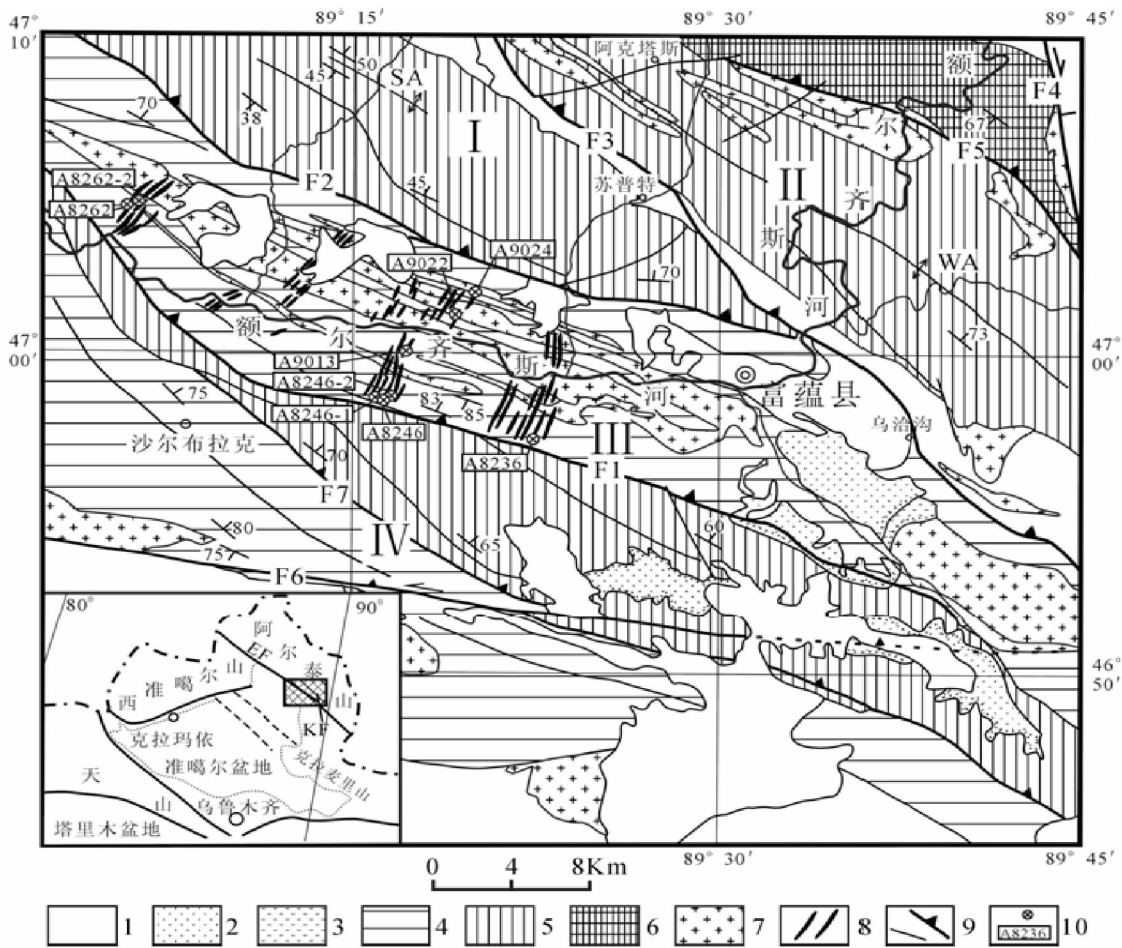 89° 15′
89° 30′
89° 45′
47°
10′
47°
10′
阿克塔斯
额
F4
50
45
SA
70
38
I
F3
尔
67
F5
A8262-2
A8262
F2
45
苏普特
II
齐
斯
A9024
A9022
70
WA
河
73
额
尔
47°
00′
47°
00′
A9013
齐
斯
A8246-2
83
河
富蕴县
75
A8246-1
85
A8246
III
乌治沟
沙尔布拉克
70
A8236
F1
F7
80
IV
65
60
75
F6
80°
90°
阿
EF
尔
泰
山
西
准噶尔
山
46°
50′
KF
克拉玛依
克拉麦里山
准噶尔盆地
天
山
乌鲁木齐
塔里木盆地
89° 30′
89° 45′
0 4 8Km
1 2 3 4 5 6 7 8 9 A8236 10